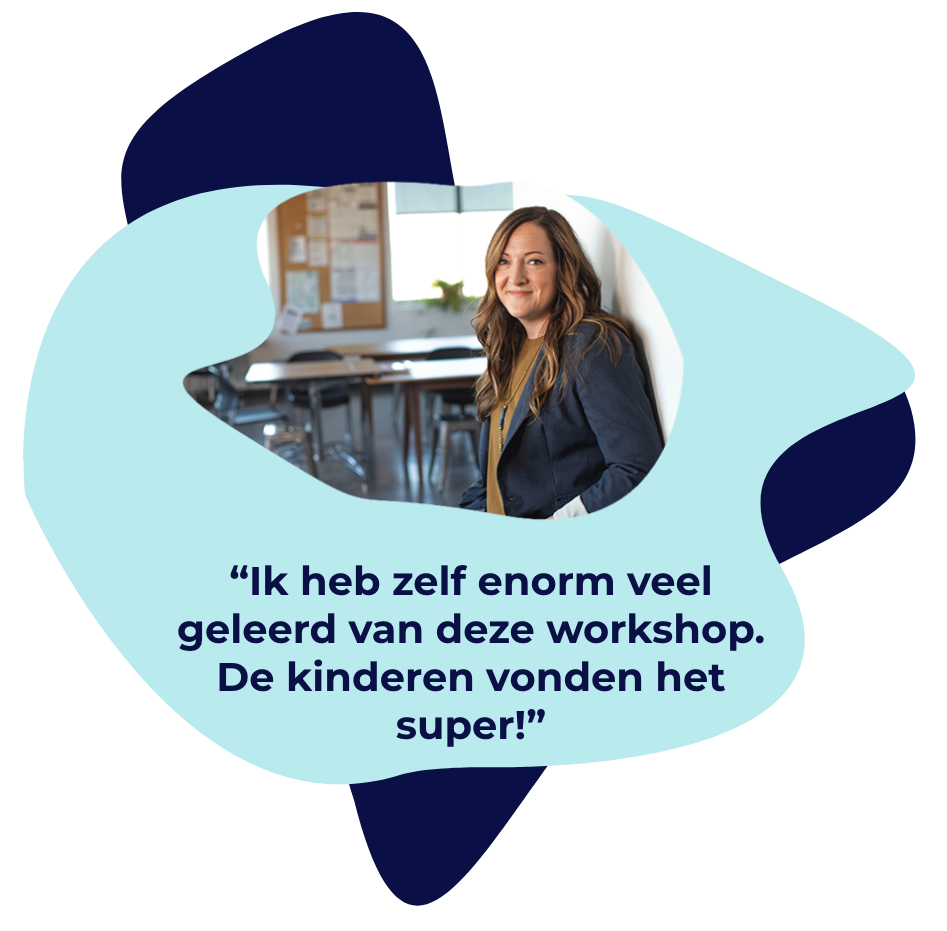 “Ik heb zelf enorm veel
geleerd van deze workshop.
De kinderen vonden het
super!”